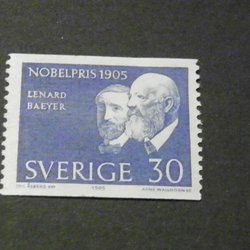 NOBELPRIS 1905
LENARD
BAEYER
SVERIGE 30
1965